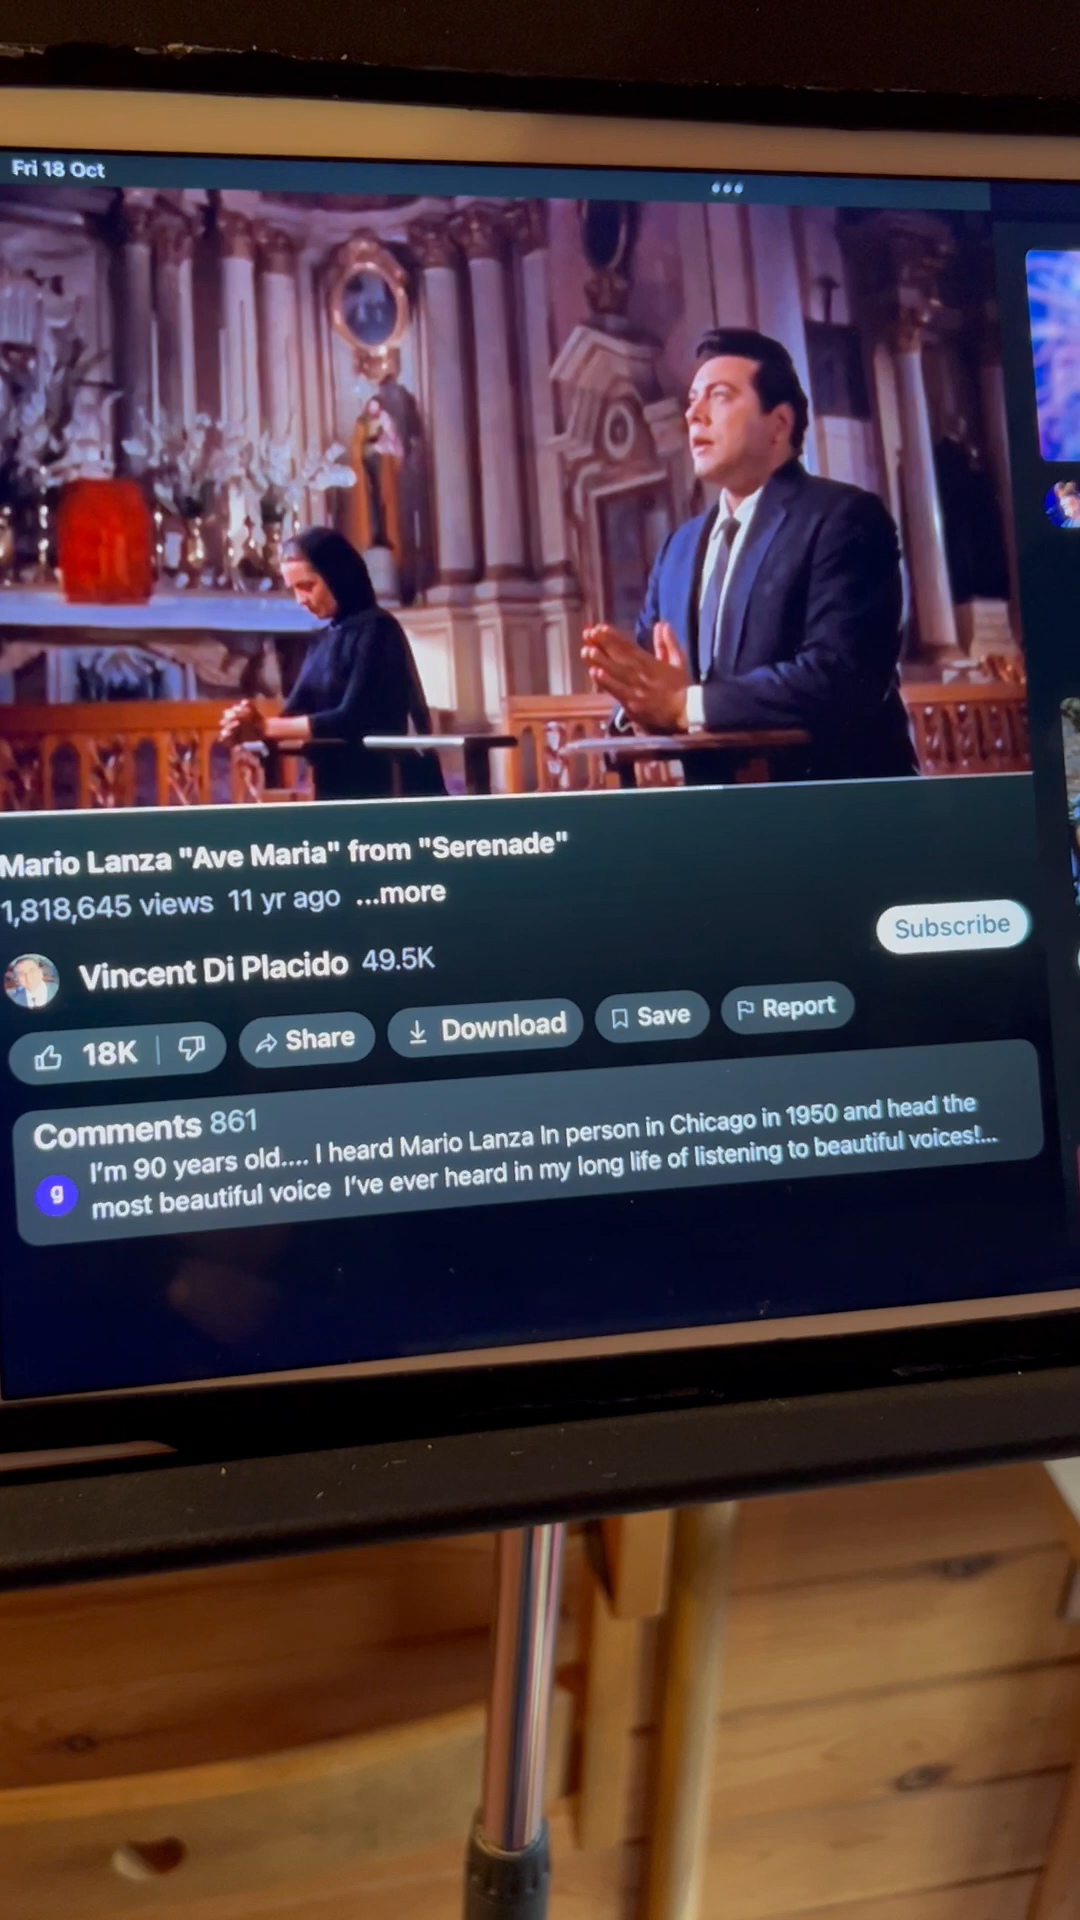 Fri 18 Oct
Mario Lanza "Ave Maria" from "Serenade"
1,818,645 views 11 yr ago ...more
Vincent Di Placido 49.5K
Subscribe
18K
Share
Download
Save
Report
Comments 861
g
I'm 90 years old.... I heard Mario Lanza In person in Chicago in 1950 and head the
most beautiful voice I've ever heard in my long life of listening to beautiful voices!...